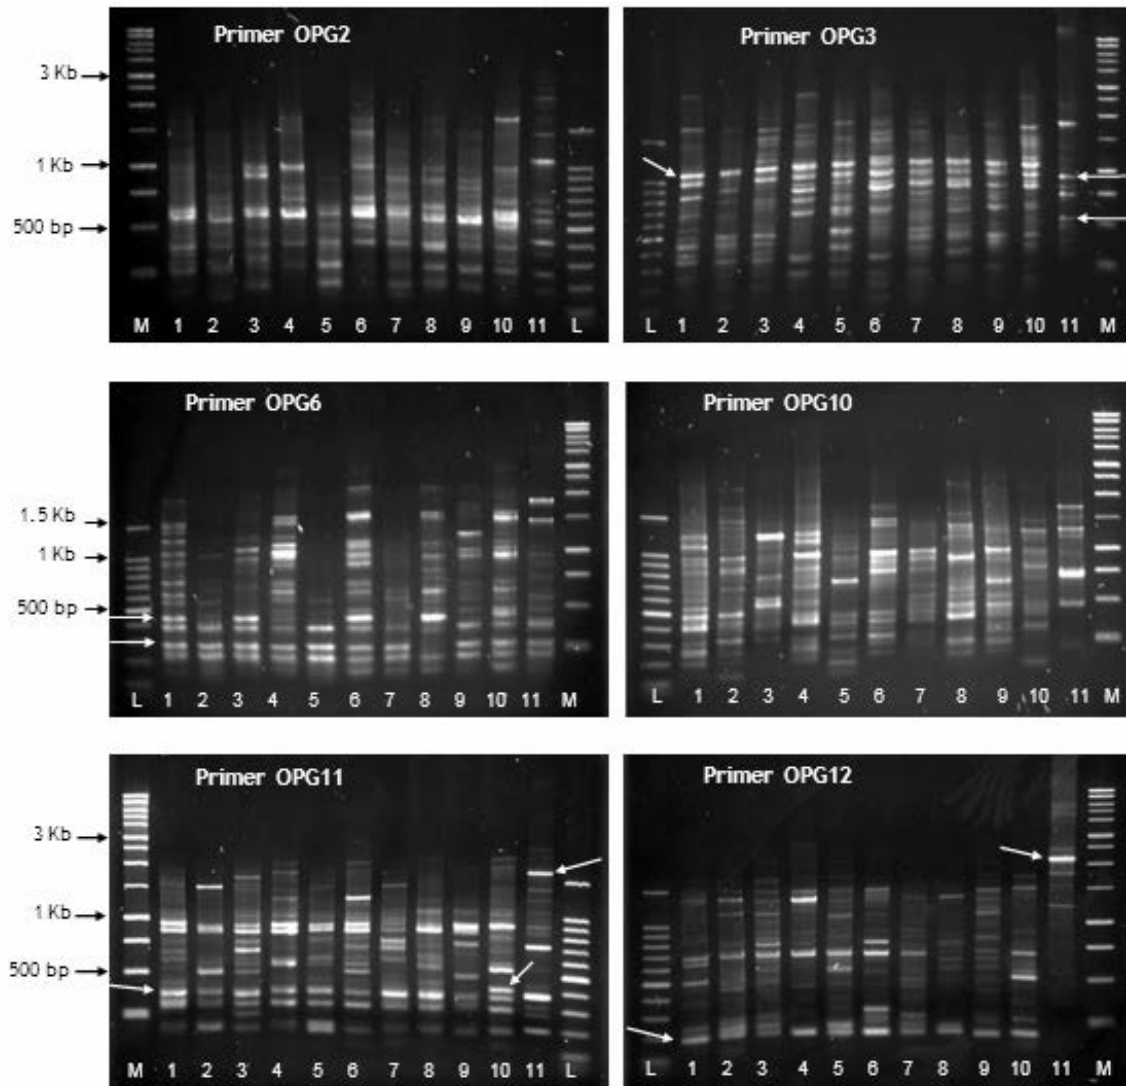 Primer OPG2
3 Kb
1 Kb
500 bp
M 1 2 3 4 5 6 7 8 9 10 11 L
Primer OPG3
L 1 2 3 4 5 6 7 8 9 10 11 M
Primer OPG6
1.5 Kb
1 Kb
500 bp
L 1 2 3 4 5 6 7 8 9 10 11 M
Primer OPG10
L 1 2 3 4 5 6 7 8 9 10 11
Primer OPG11
3 Kb
1 Kb
500 bp
M 1 2 3 4 5 6 7 8 9 10 11 L
Primer OPG12
L 1 2 3 4 5 6 7 8 9 10 11 M